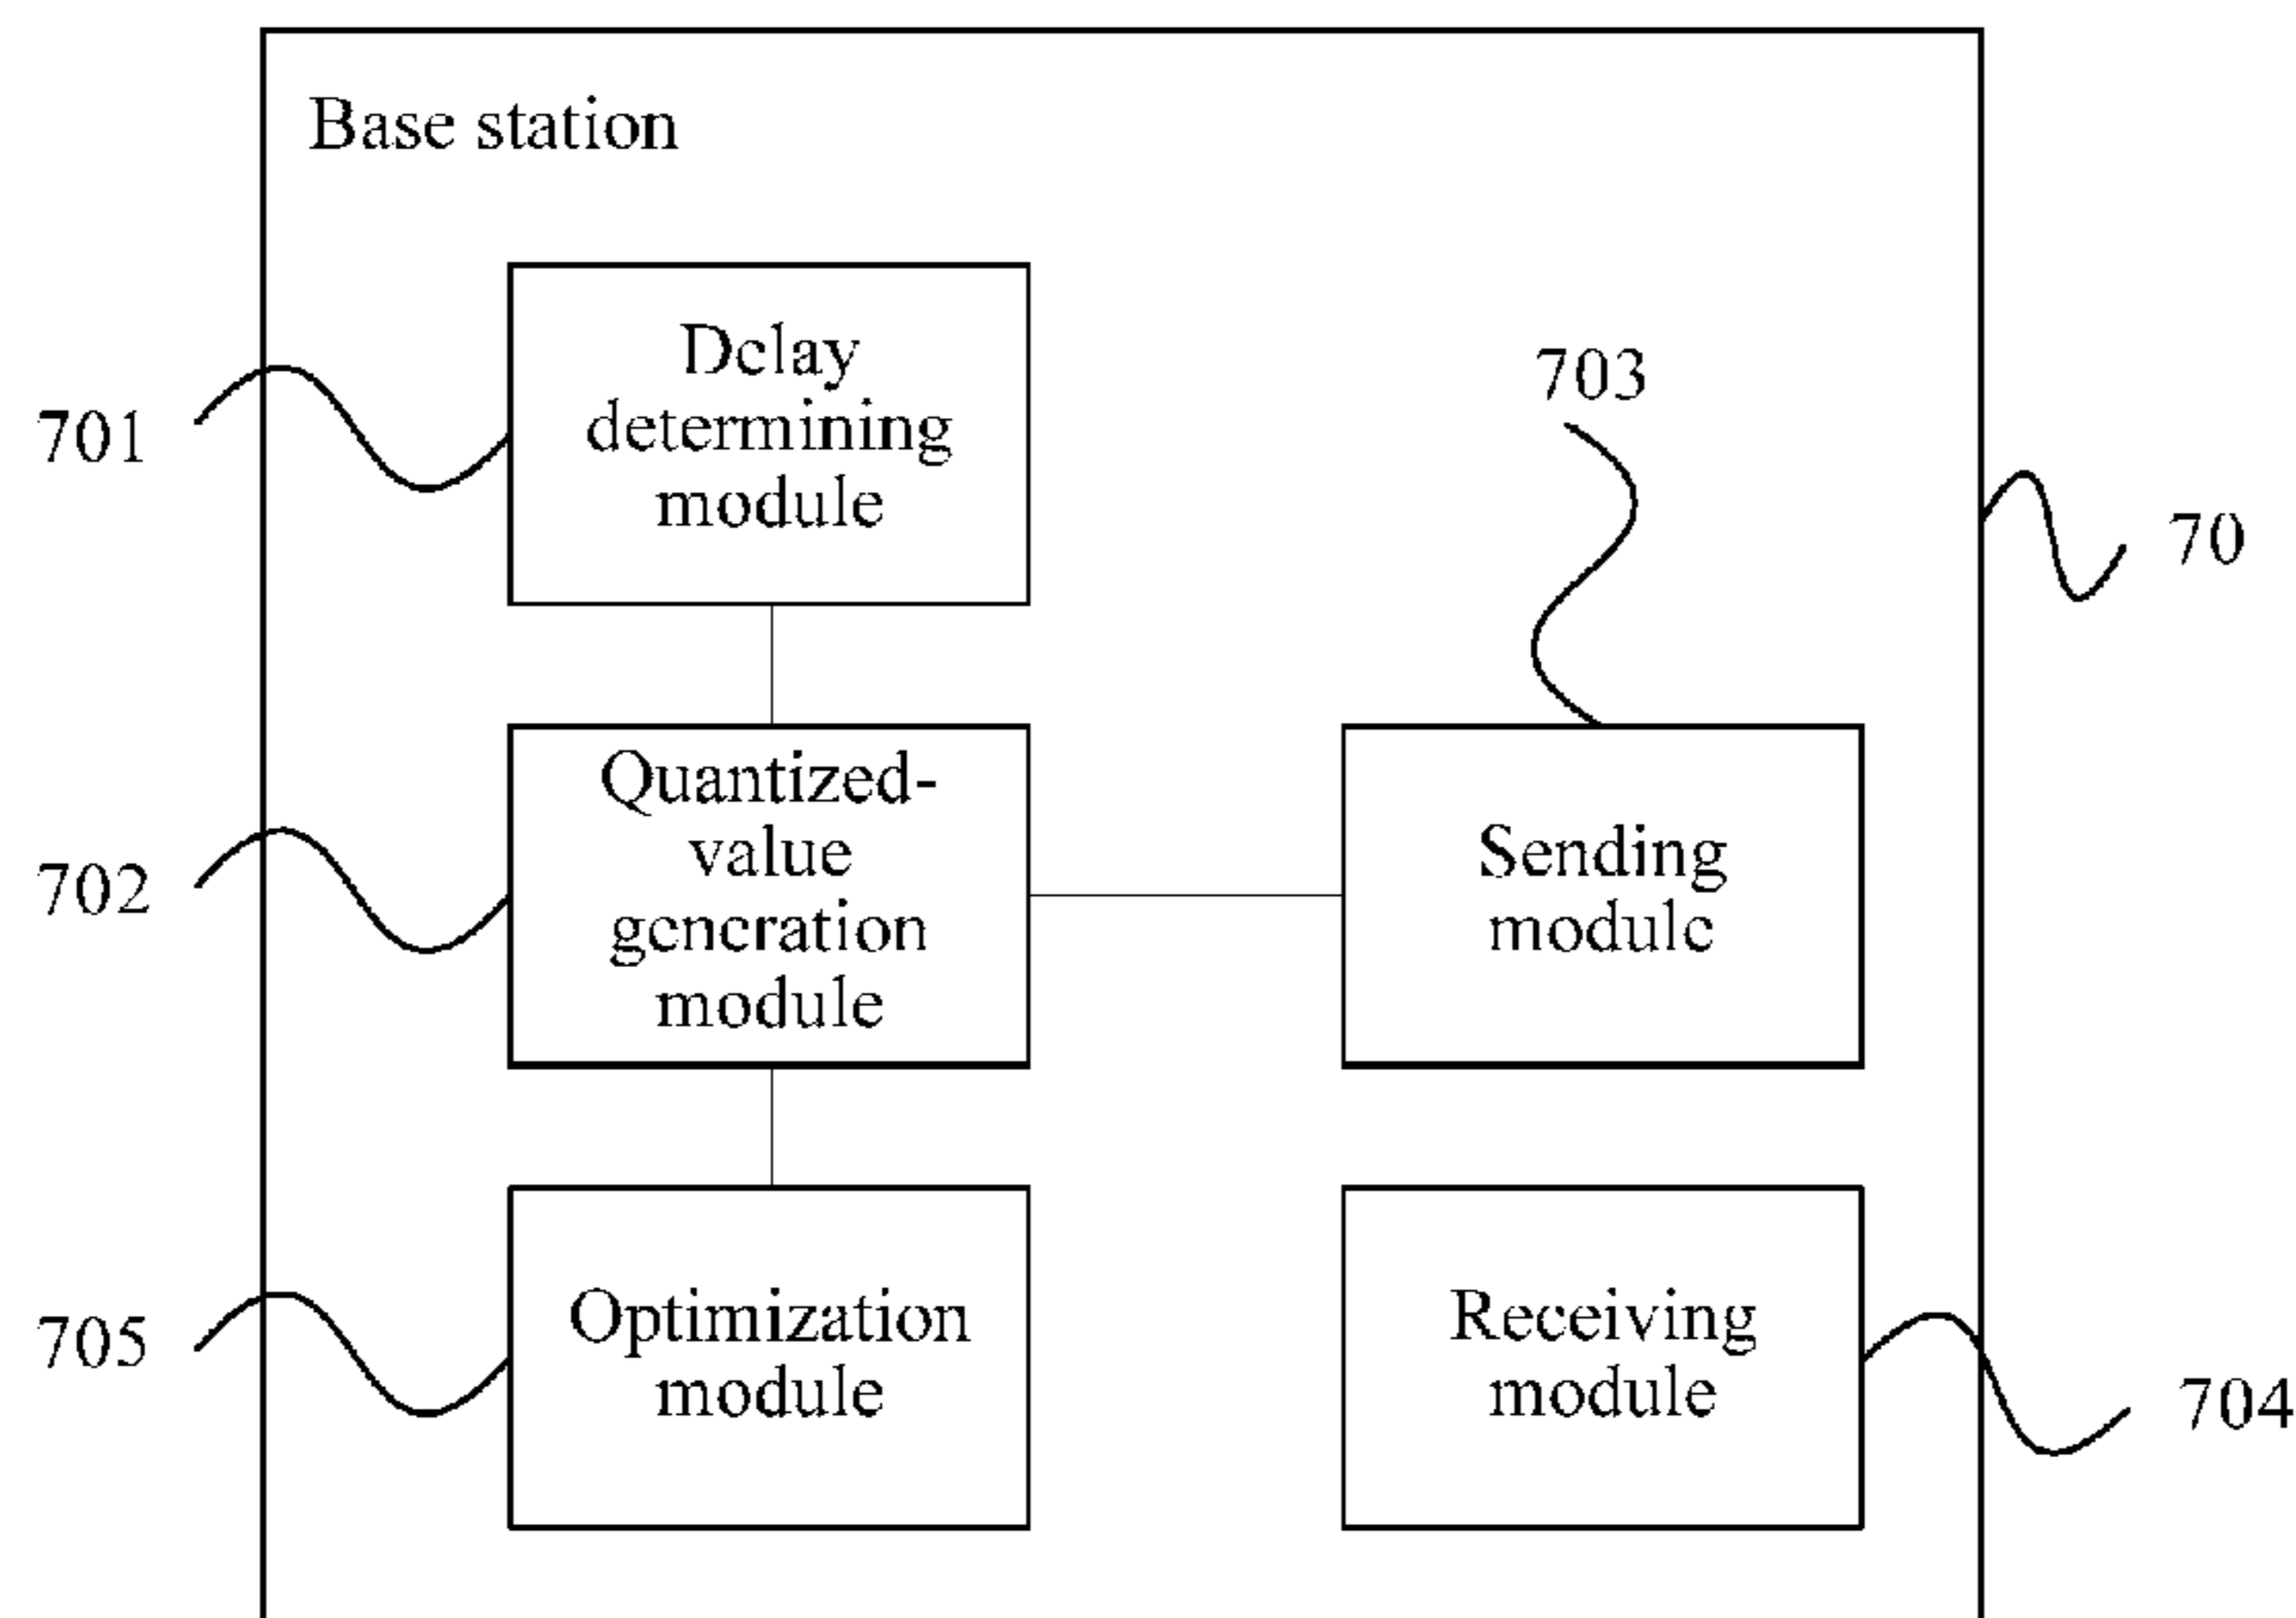 Base station
Delay
determining
module
701
703
70
Quantized-
value
generation
module
702
Sending
module
Optimization
module
705
Receiving
module
704